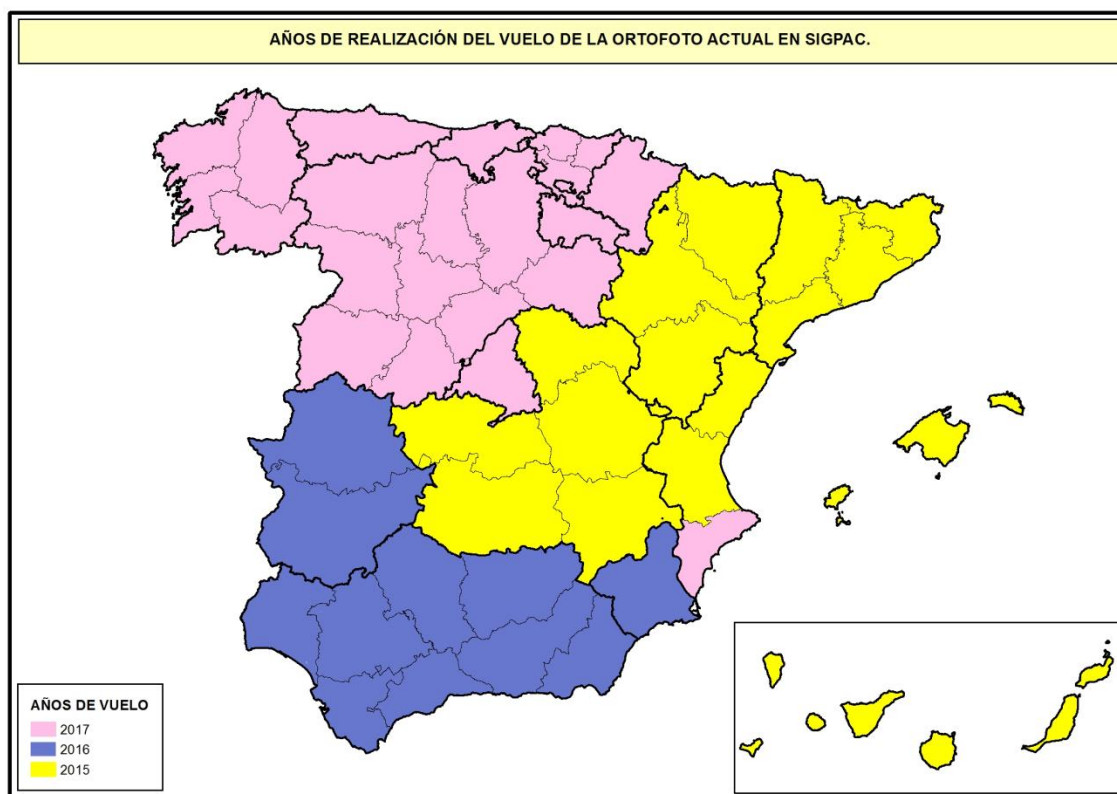 AÑOS DE REALIZACIÓN DEL VUELO DE LA ORTOFOTO ACTUAL EN SIGPAC.
AÑOS DE VUELO
2017
2016
2015